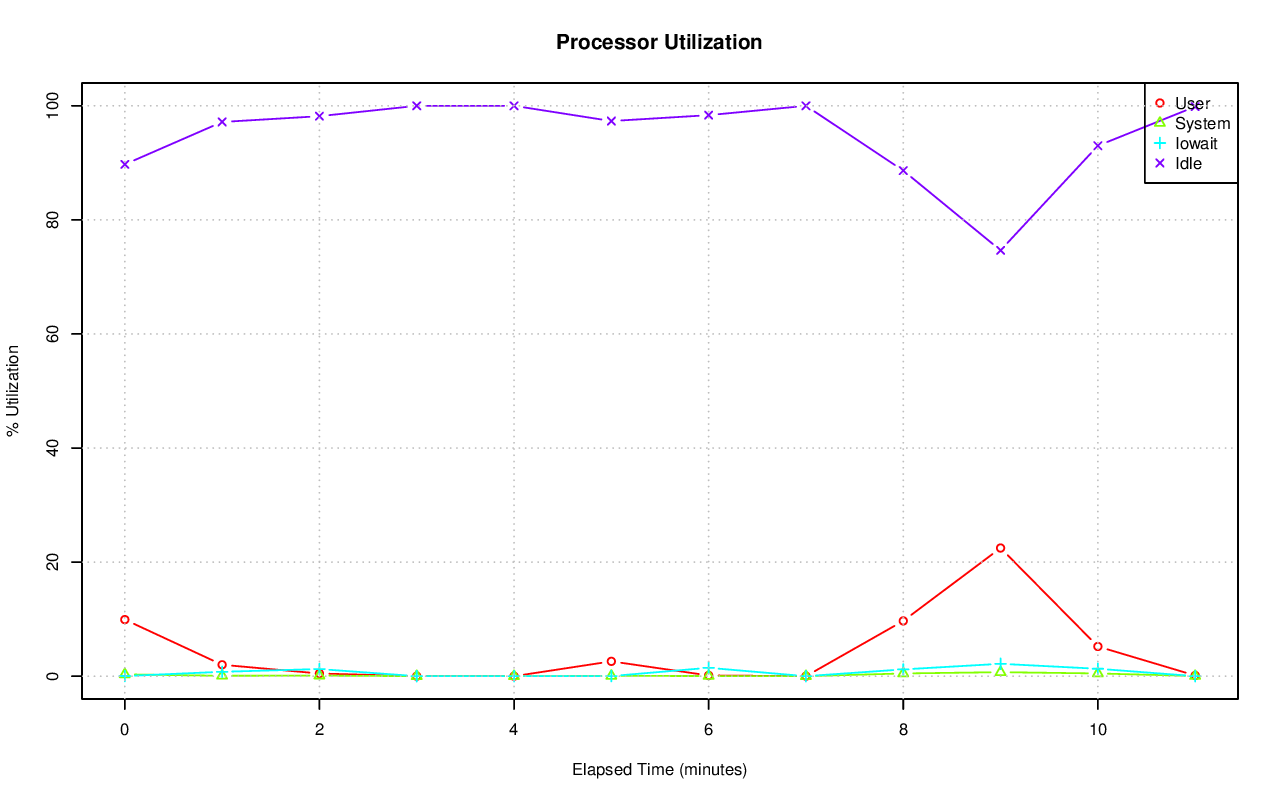 Processor Utilization
% Utilization
100
80
60
40
20
0
User
System
Iowait
Idle
0 2 4 6 8 10
Elapsed Time (minutes)